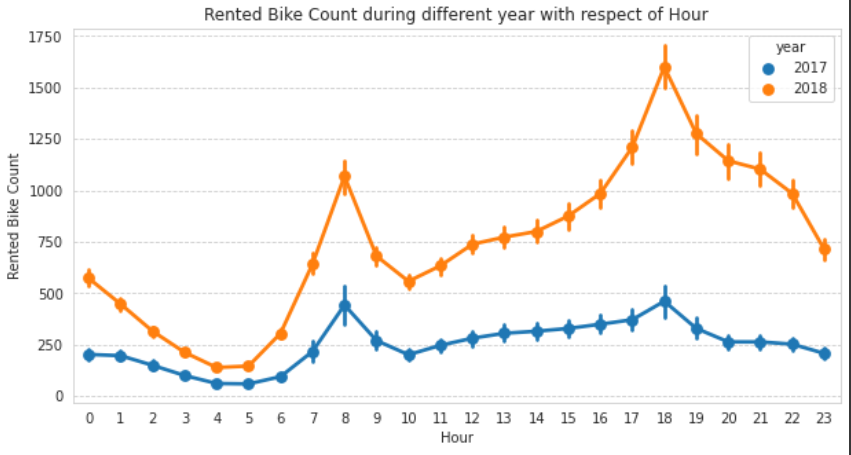 Rented Bike Count during different year with respect of Hour
1750
1500
1250
1000
750
500
250
0
Rented Bike Count
year
2017
2018
0 1 2 3 4 5 6 7 8 9 10 11 12 13 14 15 16 17 18 19 20 21 22 23
Hour